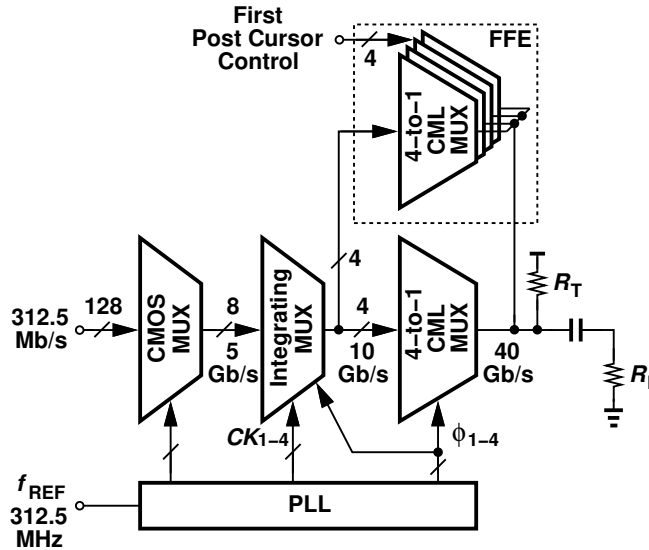 First
Post Cursor
Control
4
FFE
4−to−1
CML
MUX
4
312.5
Mb/s
128
CMOS
MUX
8
5
Gb/s
Integrating
MUX
4
10
Gb/s
4−to−1
CML
MUX
40
Gb/s
R_T
CK1−4
ϕ1−4
fREF
312.5
MHz
PLL